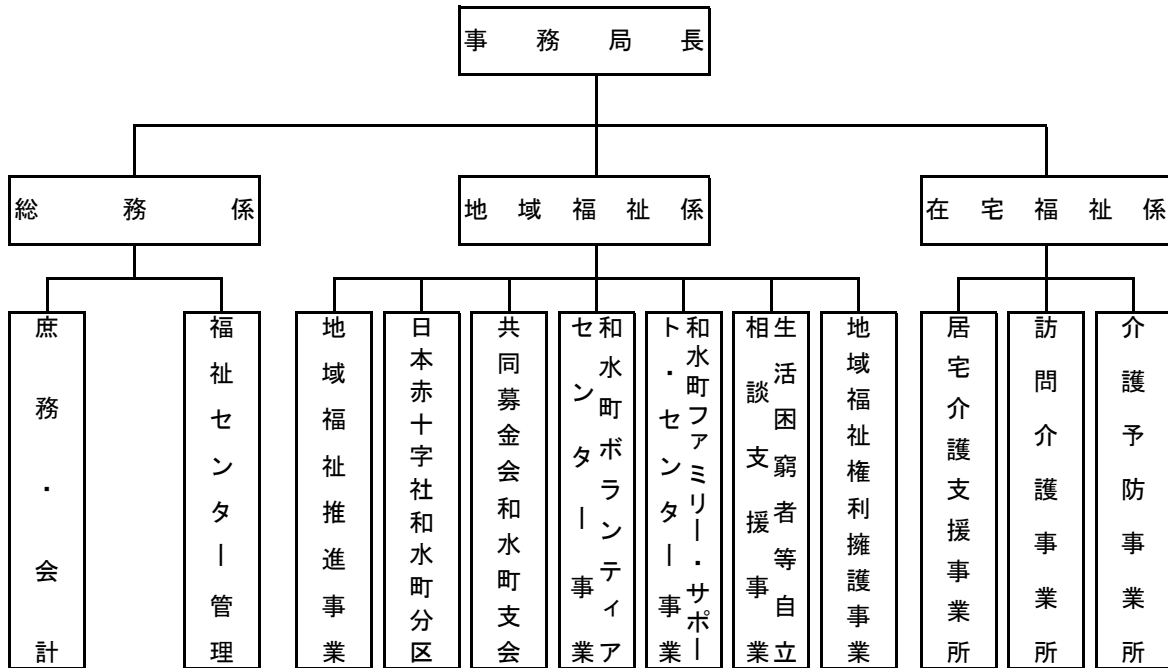 事務局長
総務係
地域福祉係
在宅福祉係
庶務・会計
福祉センター管理
地域福祉推進事業
日本赤十字社和水町分区
共同募金会和水町支会
和水町ボランティア
センター事業
和水町ファミリー・サポー
ト・センター事業
生活困窮者等自立
相談支援事業
地域福祉権利擁護事業
居宅介護支援事業所
訪問介護事業所
介護予防事業所